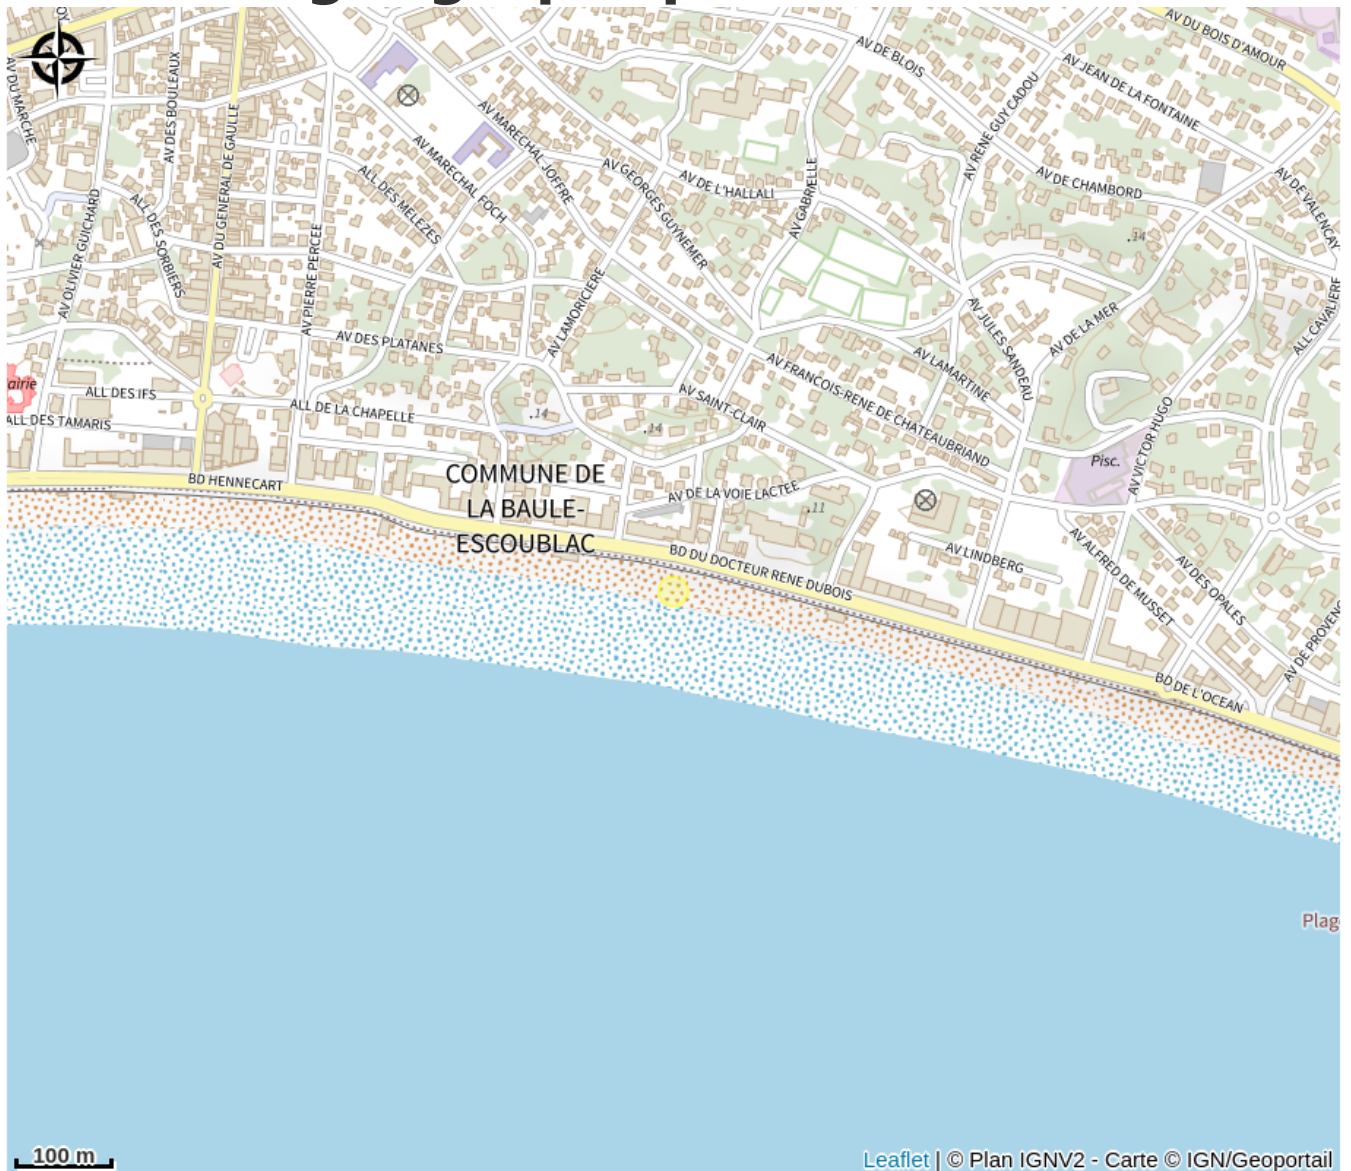 AV DU BOIS D'AMOUR
AV DE BLOIS
AV JEAN DE LA FONTAINE
AV DU MARCHE
AV DES BOULEAUX
AV DU GENERAL DE GAULLE
AV MARECHAL JOFFRE
AV MARECHAL FOCH
AV RENE GUY CADOU
AV GEORGES GUYNEMER
AV DE L'HALLALI
AV GABRIELLE
AV DE CHAMBORD
AV DE VALENCAY
ALL DES MELEZES
AV OLIVIER GUICHARD
ALL DES SORBIERS
AV PIERRE PERCEE
.14
AV LAMORICIERE
ALL CAVALIERE
AV JULES SANDEAU
AV DE LA MER
AV DES PLATANES
AV LAMARTINE
AV FRANCOIS-RENE DE CHATEAUBRIAND
airie
ALL DES IFS
AV SAINT-CLAIR
ALL DE LA CHAPELLE
.14
.14
ALL DES TAMARIS
AV VICTOR HUGO
Pisc.
COMMUNE DE
LA BAULE-
ESCOUBLAC
BD HENNECART
AV DE LA VOIE LACTEE
.11
AV LINDBERG
BD DU DOCTEUR RENE DUBOIS
AV ALFRED DE MUSSET
AV DES OPALES
AV DE PROVENC
BD DE L'OCEAN
Plag
100 m
Leaflet | © Plan IGNV2 - Carte © IGN/Geoportail